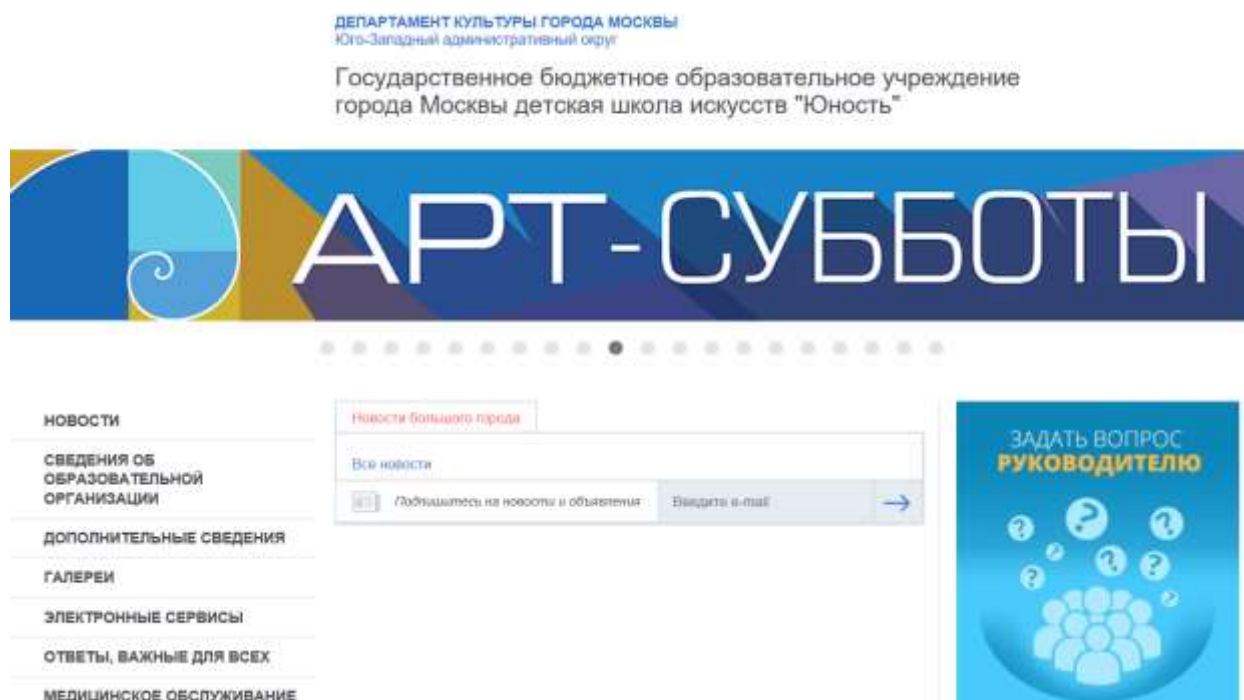 ДЕПАРТАМЕНТ КУЛЬТУРЫ ГОРОДА МОСКВЫ
Юго-Западный административный округ
Государственное бюджетное образовательное учреждение
города Москвы детская школа искусств "Юность"
АРТ-СУББОТЫ
НОВОСТИ
СВЕДЕНИЯ ОБ
ОБРАЗОВАТЕЛЬНОЙ
ОРГАНИЗАЦИИ
ДОПОЛНИТЕЛЬНЫЕ СВЕДЕНИЯ
ГАЛЕРЕИ
ЭЛЕКТРОННЫЕ СЕРВИСЫ
ОТВЕТЫ, ВАЖНЫЕ ДЛЯ ВСЕХ
МЕДИЦИНСКОЕ ОБСЛУЖИВАНИЕ
Новости большого города
Все новости
Подпишитесь на новости и объявления
Введите e-mail
ЗАДАТЬ ВОПРОС
РУКОВОДИТЕЛЮ